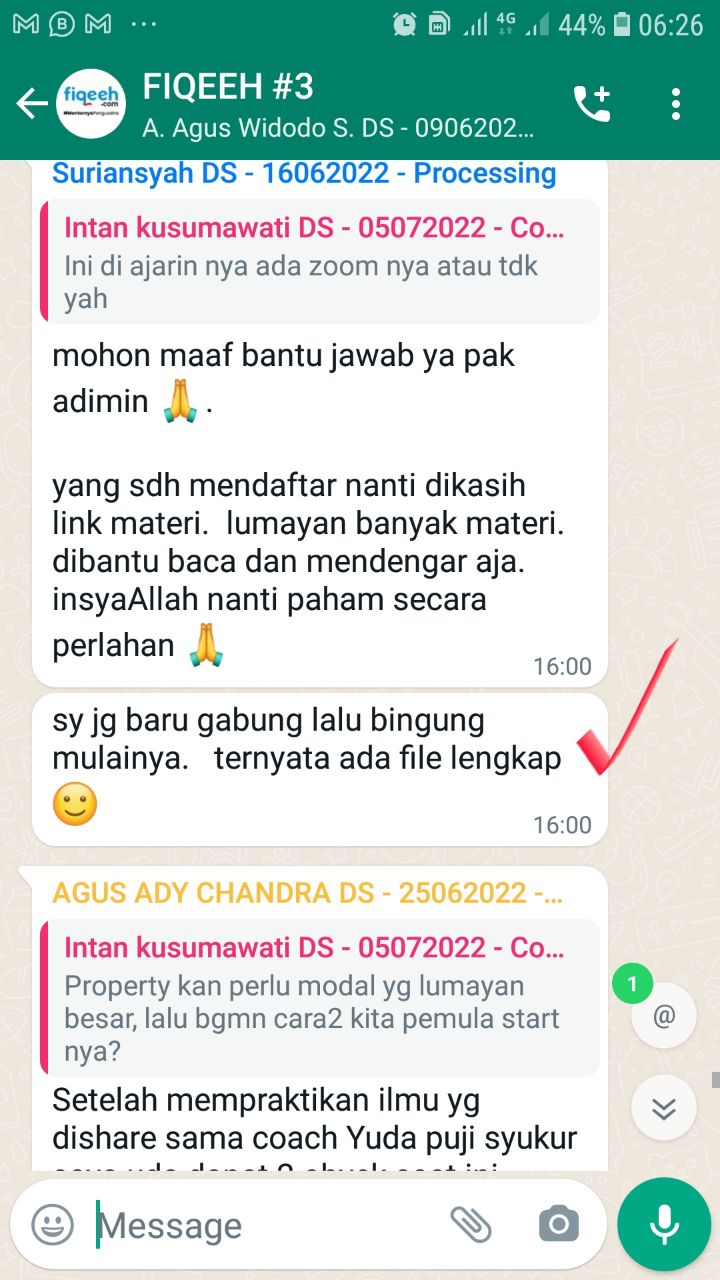 4G 44% 06:26
FIQEEH #3
A. Agus Widodo S. DS - 0906202...
fiqeeh
.com
Suriansyah DS - 16062022 - Processing
Intan kusumawati DS - 05072022 - Co...
Ini di ajarin nya ada zoom nya atau tdk
yah
mohon maaf bantu jawab ya pak
adimin 🙏 .
yang sdh mendaftar nanti dikasih
link materi.  lumayan banyak materi.
dibantu baca dan mendengar aja.
insyaAllah nanti paham secara
perlahan 🙏
16:00
sy jg baru gabung lalu bingung
mulainya.   ternyata ada file lengkap
🙂
16:00
AGUS ADY CHANDRA DS - 25062022 -...
Intan kusumawati DS - 05072022 - Co...
Property kan perlu modal yg lumayan
besar, lalu bgmn cara2 kita pemula start
nya?
1
@
Setelah mempraktikan ilmu yg
dishare sama coach Yuda puji syukur
Message